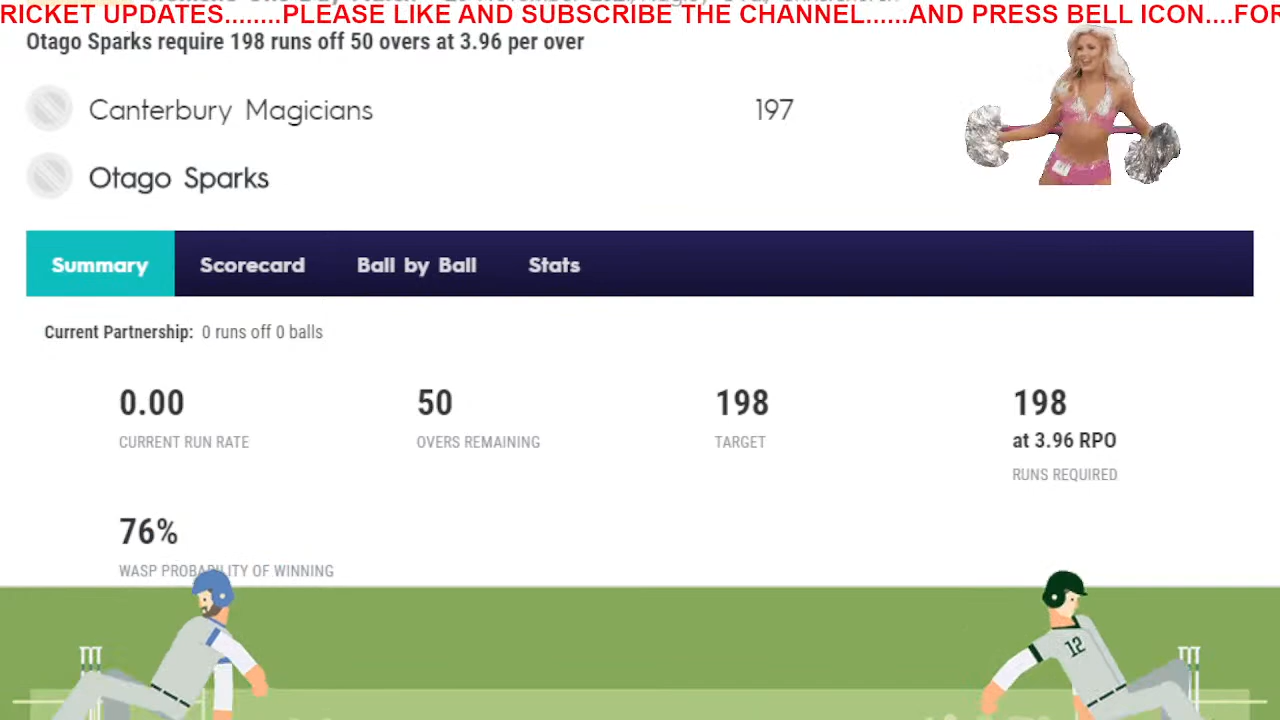 RICKET UPDATES........PLEASE LIKE AND SUBSCRIBE THE CHANNEL......AND PRESS BELL ICON....FOR
Otago Sparks require 198 runs off 50 overs at 3.96 per over
Canterbury Magicians 197
Otago Sparks
Summary Scorecard Ball by Ball Stats
Current Partnership: 0 runs off 0 balls
0.00 50 198 198
CURRENT RUN RATE OVERS REMAINING TARGET at 3.96 RPO
RUNS REQUIRED
76%
WASP PROBABILITY OF WINNING
12